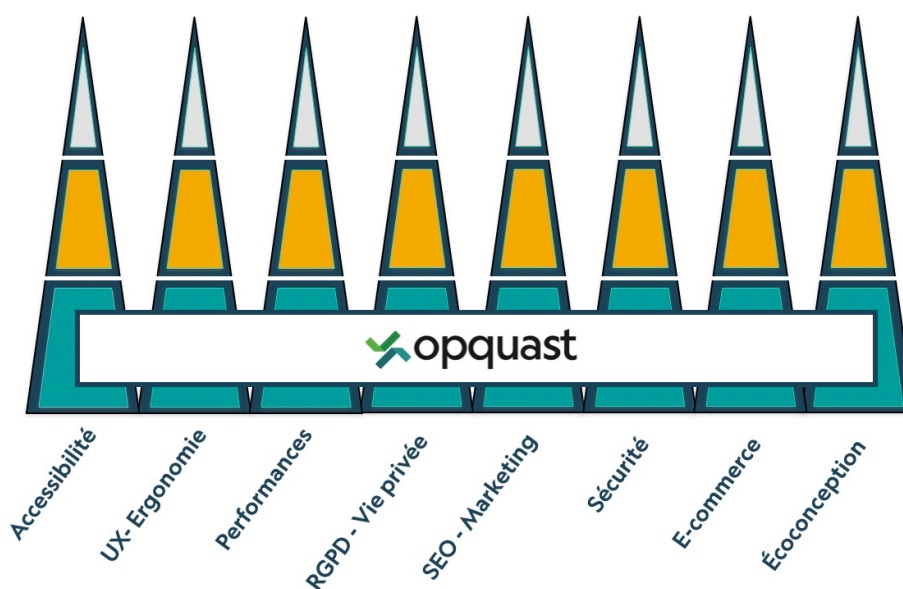 opquast
Accessibilité
UX- Ergonomie
Performances
RGPD - Vie privée
SEO - Marketing
Sécurité
E-commerce
Écoconception